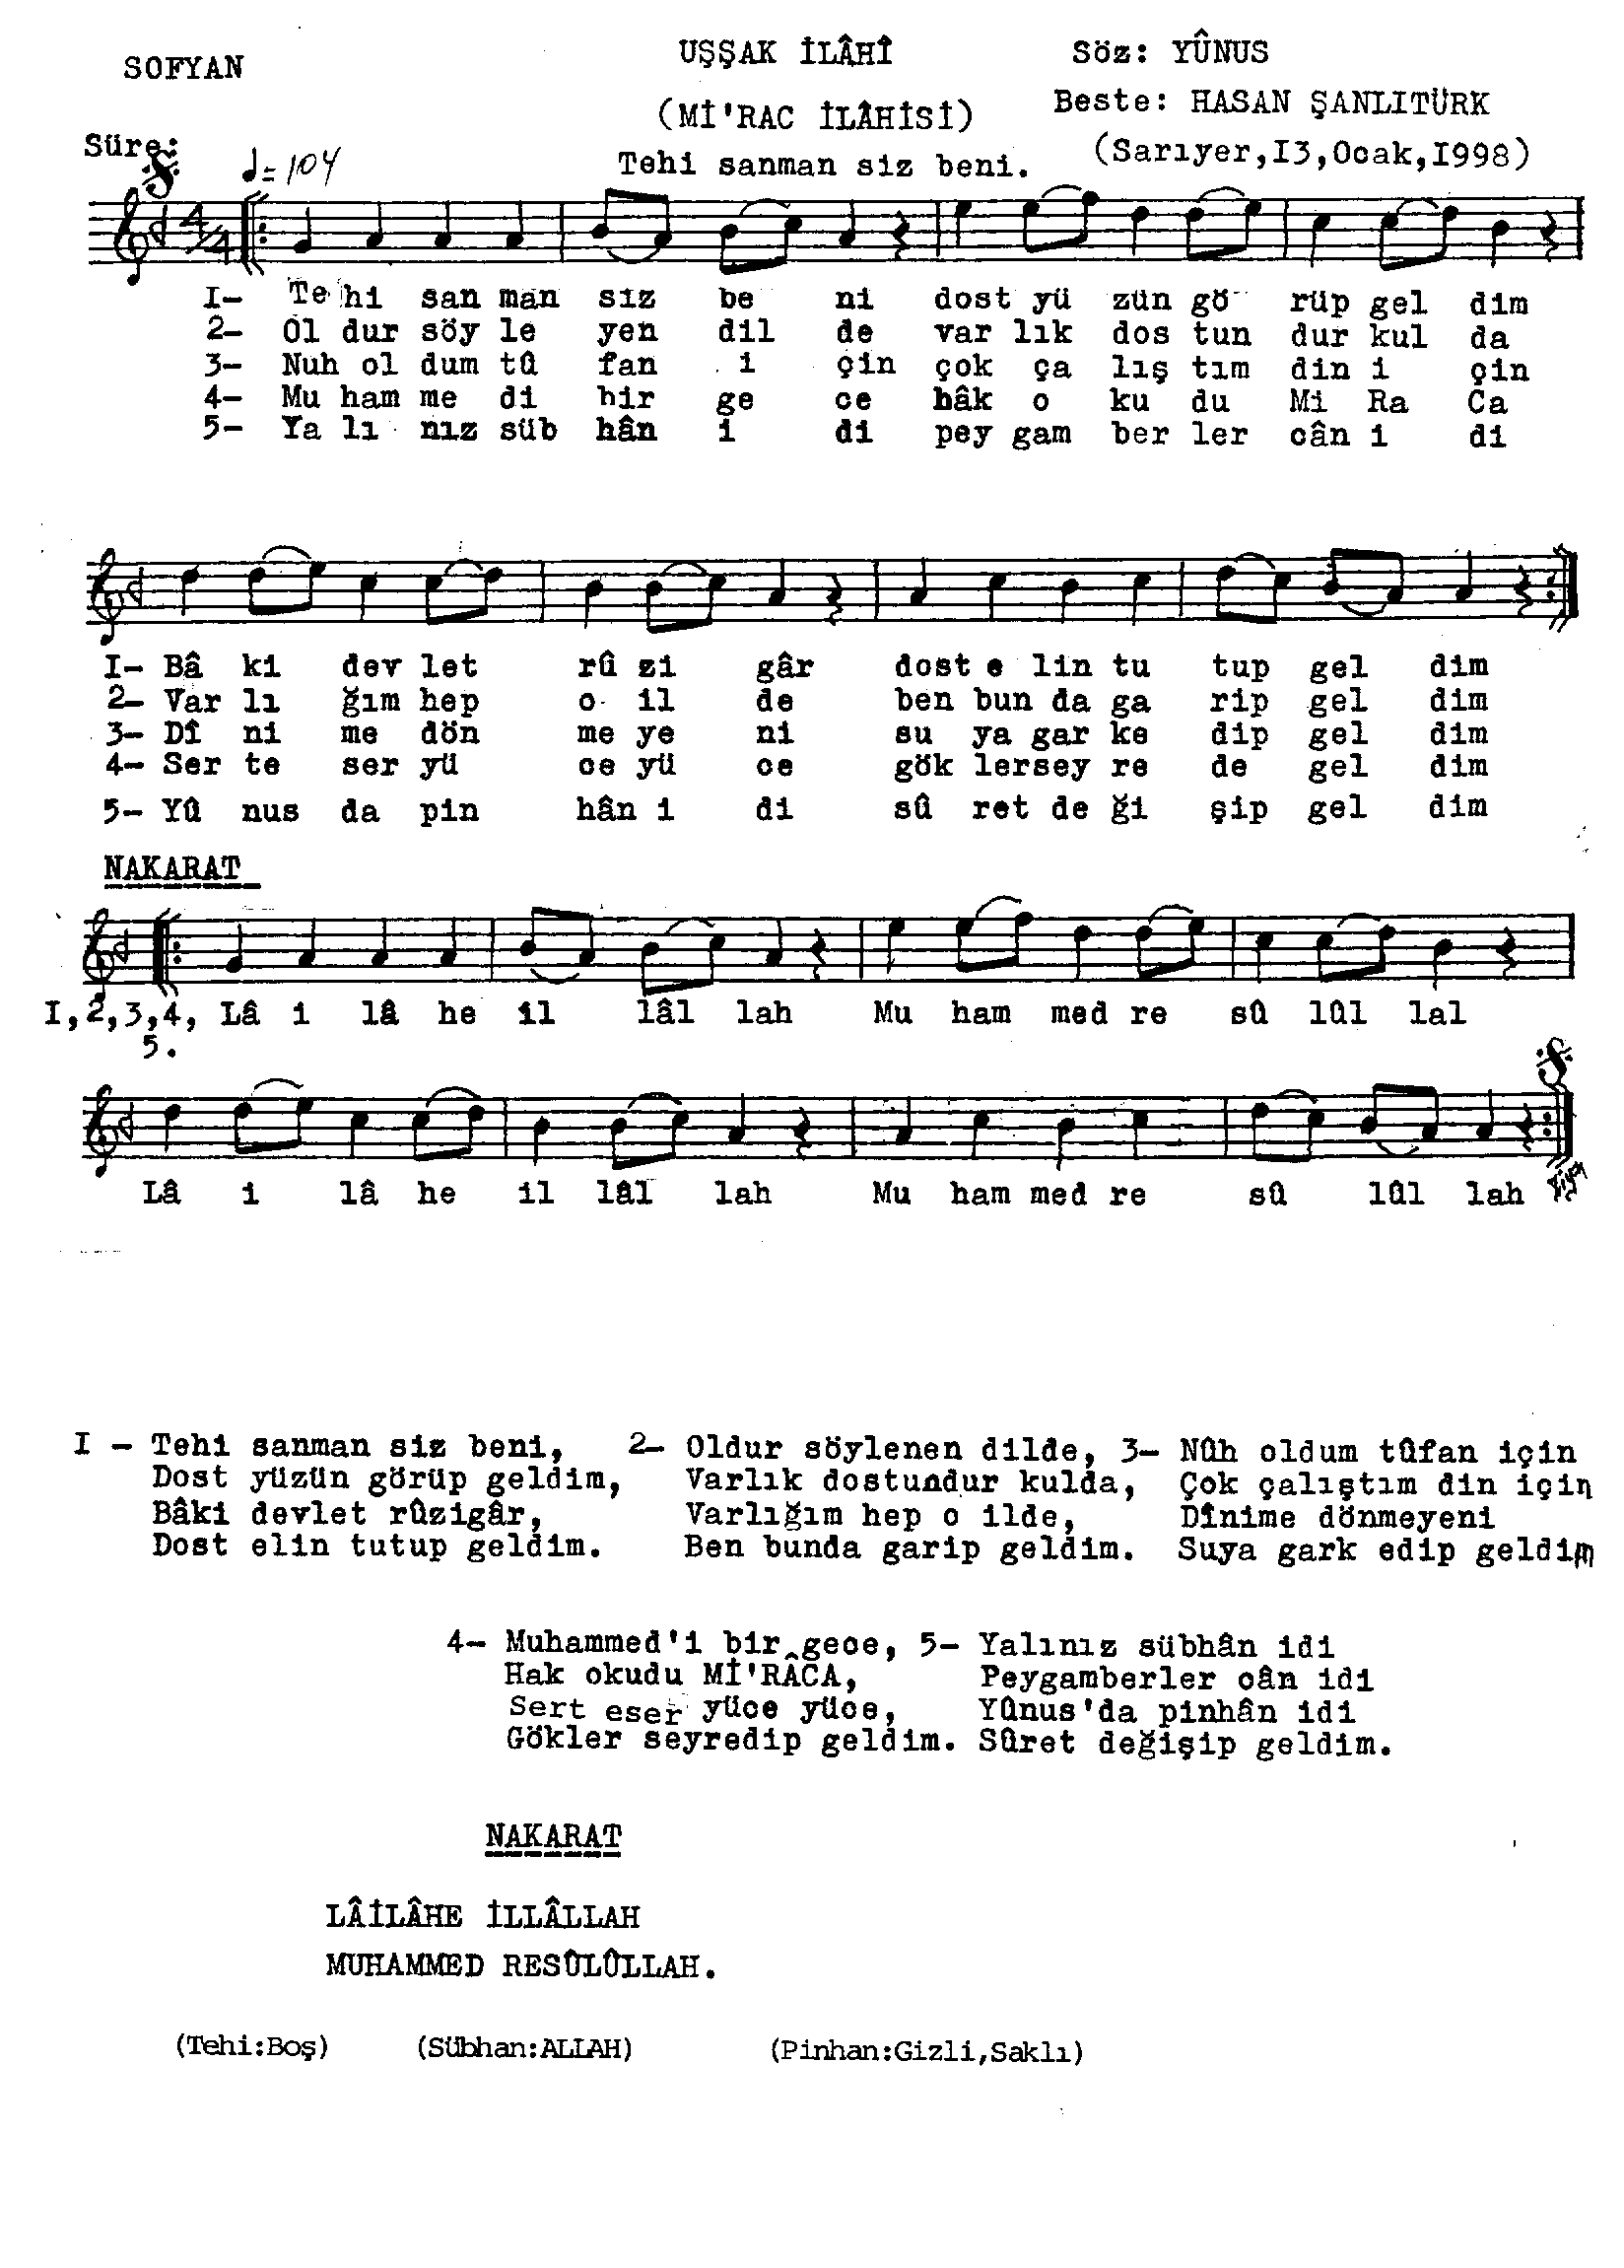 SOFYAN
UŞŞAK İLÂHÎ
Söz: YÛNUS
(Mİ'RAC İLÂHİSİ)
Beste: HASAN ŞANLITÜRK
Süre:
♩= 104
Tehi sanman siz beni.
(Sarıyer,I3,Ocak,I998)
4/4
I- Te hi san man siz be ni dost yü zün gö rüp gel dim
2- Ol dur söy le yen dil de var lık dos tun dur kul da
3- Nuh ol dum tû fan i çin çok ça lış tım din i çin
4- Mu ham me di bir ge ce hâk o ku du Mi Ra Ca
5- Ya lı nız süb hân i di pey gam ber ler cân i di
I- Bâ ki dev let rû zi gâr dost e lin tu tup gel dim
2- Var lı ğım hep o il de ben bun da ga rip gel dim
3- Dî ni me dön me ye ni su ya gar ke dip gel dim
4- Ser te ser yü ce yü ce gök lersey re de gel dim
5- Yû nus da pin hân i di sû ret de ği şip gel dim
NAKARAT
I,2,3,4, Lâ i lâ he il lâl lah Mu ham med re sû lûl lal
5.
Lâ i lâ he il lâl lah Mu ham med re sû lûl lah
I - Tehi sanman siz beni,
Dost yüzün görüp geldim,
Bâki devlet rûzigâr,
Dost elin tutup geldim.
2- Oldur söylenen dilde,
Varlık dostundur kulda,
Varlığım hep o ilde,
Ben bunda garip geldim.
3- Nûh oldum tûfan için
Çok çalıştım din için
Dînime dönmeyeni
Suya gark edip geldim
4- Muhammed'i bir gece,
Hak okudu Mİ'RÂCA,
Sert eser yüce yüce,
Gökler seyredip geldim.
5- Yalınız sübhân idi
Peygamberler cân idi
Yûnus'da pinhân idi
Sûret değişip geldim.
NAKARAT
LÂİLÂHE İLLÂLLAH
MUHAMMED RESÛLÛLLAH.
(Tehi:Boş) (Sübhan:ALLAH) (Pinhan:Gizli,Saklı)